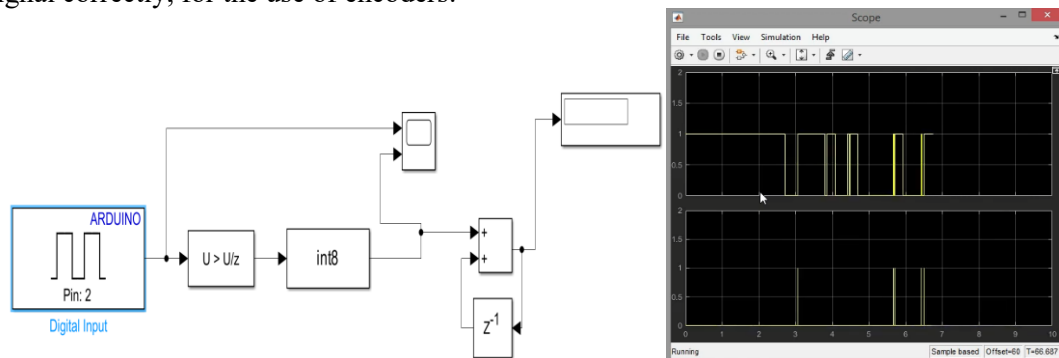 ignal correctly, for the use of encoders.
Scope
File Tools View Simulation Help
ARDUINO
Pin: 2
Digital Input
U > U/z
int8
+
+
z-1
2
1.5
1
0.5
0
2
1.5
1
0.5
0
0 1 2 3 4 5 6 7 8 9 10
Running
Sample based Offset=60 T=66.687